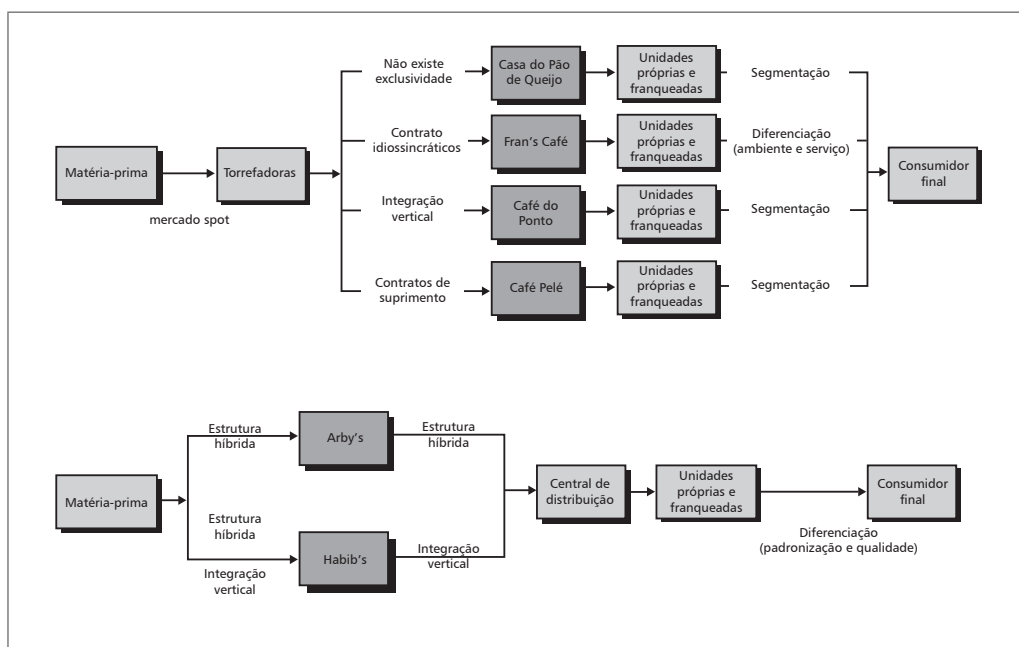 Não existe
exclusividade
Casa do Pão
de Queijo
Unidades
próprias e
franqueadas
Segmentação
Contrato
idiossincráticos
Fran's Café
Unidades
próprias e
franqueadas
Diferenciação
(ambiente e serviço)
Matéria-prima
mercado spot
Torrefadoras
Consumidor
final
Integração
vertical
Café do
Ponto
Unidades
próprias e
franqueadas
Segmentação
Contratos de
suprimento
Café Pelé
Unidades
próprias e
franqueadas
Segmentação
Estrutura
híbrida
Arby's
Estrutura
híbrida
Matéria-prima
Central de
distribuição
Unidades
próprias e
franqueadas
Consumidor
final
Diferenciação
(padronização e qualidade)
Estrutura
híbrida
Integração
vertical
Habib's
Integração
vertical